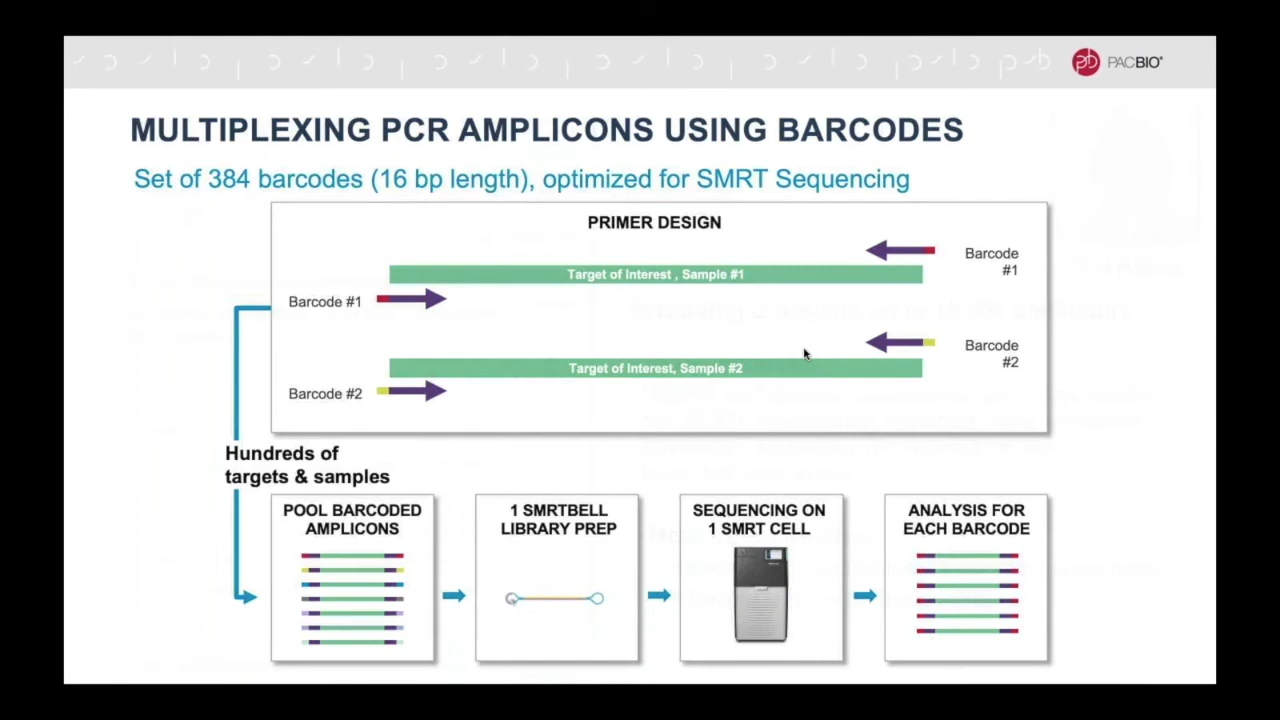 PACBIO®
MULTIPLEXING PCR AMPLICONS USING BARCODES
Set of 384 barcodes (16 bp length), optimized for SMRT Sequencing
PRIMER DESIGN
Barcode
#1
Target of Interest , Sample #1
Barcode #1
Barcode
#2
Target of Interest, Sample #2
Barcode #2
Hundreds of
targets & samples
POOL BARCODED
AMPLICONS
1 SMRTBELL
LIBRARY PREP
SEQUENCING ON
1 SMRT CELL
ANALYSIS FOR
EACH BARCODE